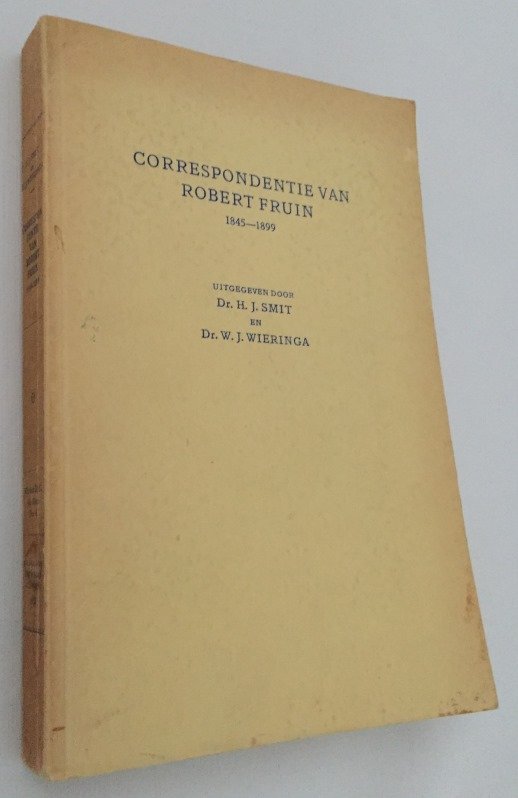 CORRESPONDENTIE VAN
ROBERT FRUIN
1845—1899
UITGEGEVEN DOOR
Dr. H. J. SMIT
EN
Dr. W. J. WIERINGA